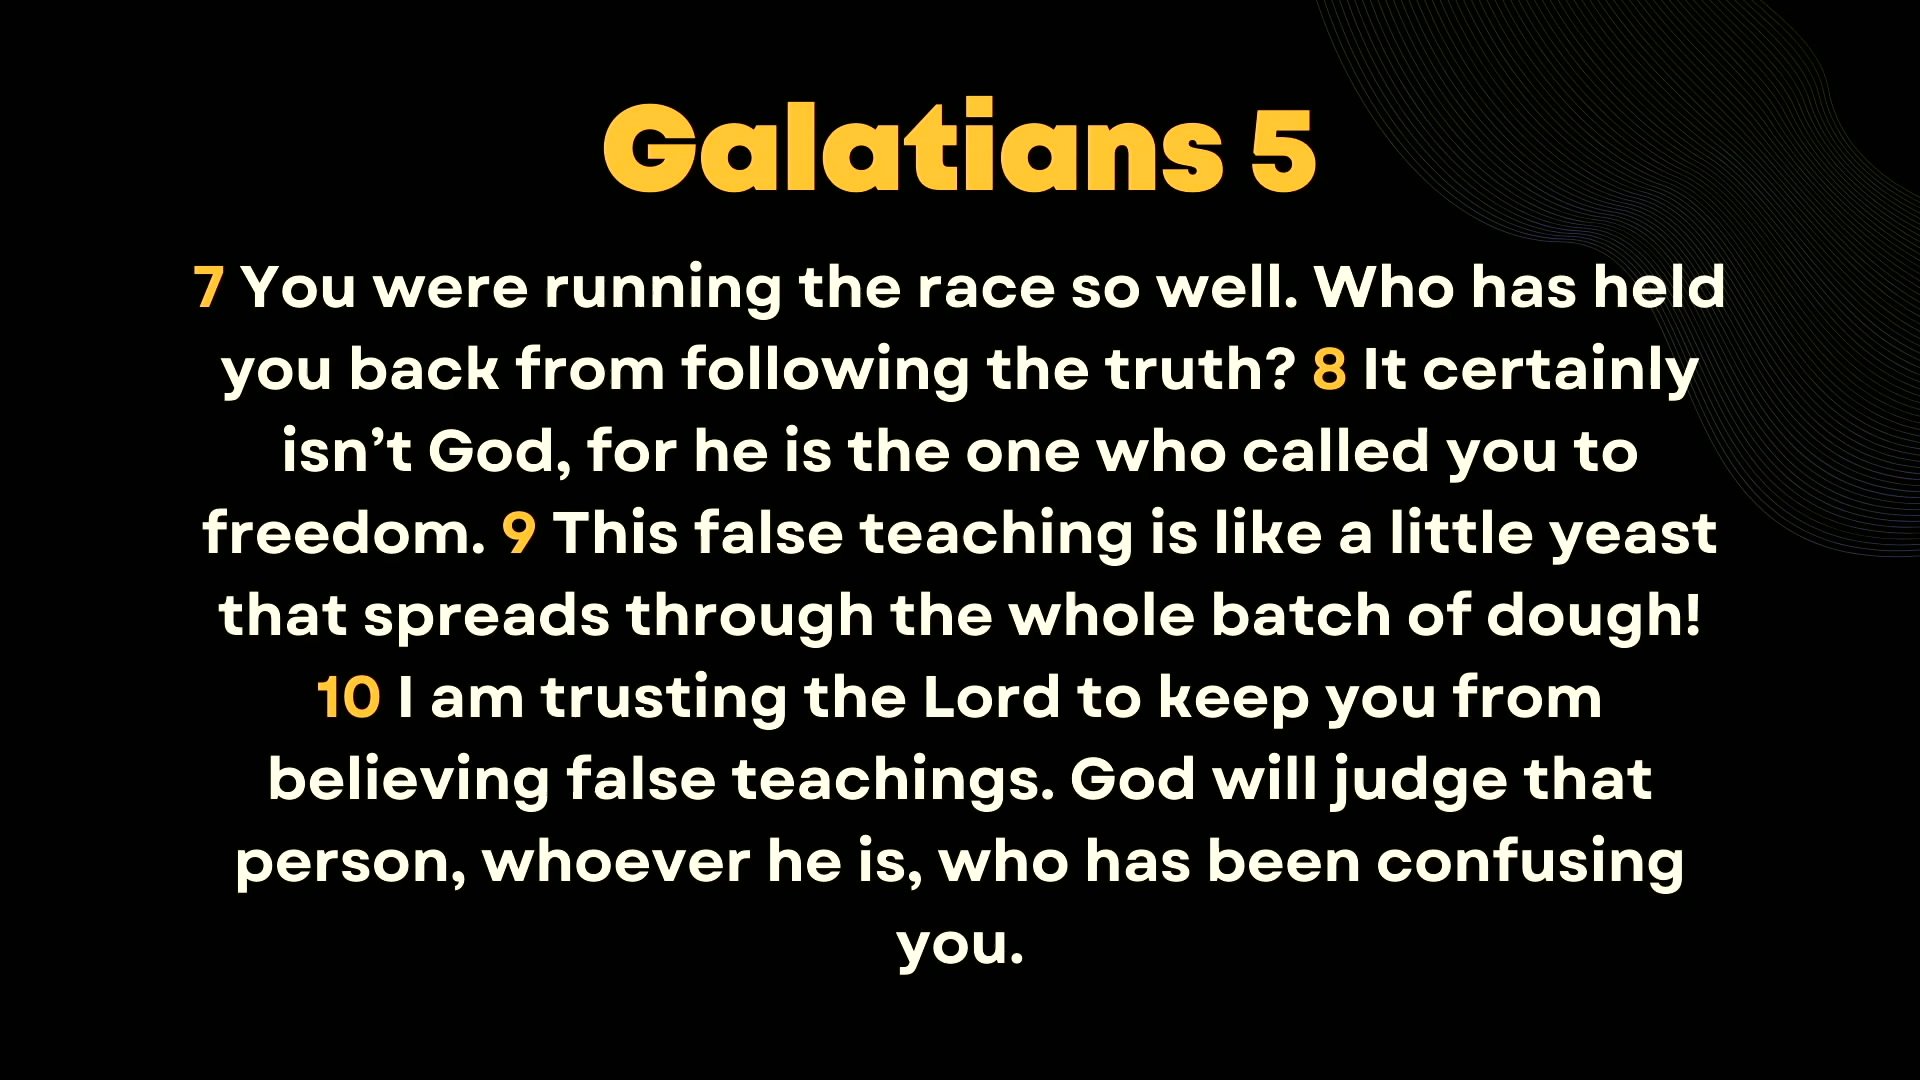 Galatians 5
7 You were running the race so well. Who has held
you back from following the truth? 8 It certainly
isn’t God, for he is the one who called you to
freedom. 9 This false teaching is like a little yeast
that spreads through the whole batch of dough!
10 I am trusting the Lord to keep you from
believing false teachings. God will judge that
person, whoever he is, who has been confusing
you.